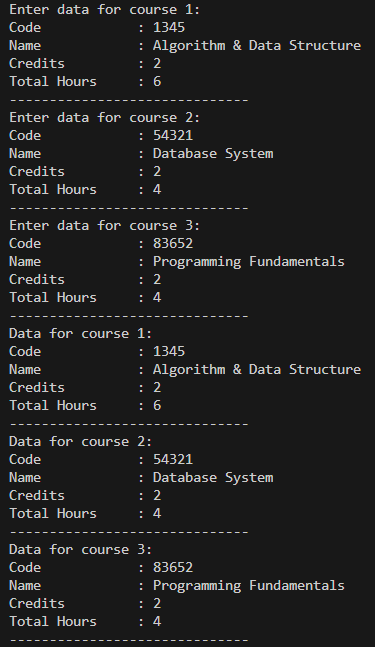 Enter data for course 1:
Code            : 1345
Name            : Algorithm & Data Structure
Credits         : 2
Total Hours     : 6
------------------------------
Enter data for course 2:
Code            : 54321
Name            : Database System
Credits         : 2
Total Hours     : 4
------------------------------
Enter data for course 3:
Code            : 83652
Name            : Programming Fundamentals
Credits         : 2
Total Hours     : 4
------------------------------
Data for course 1:
Code            : 1345
Name            : Algorithm & Data Structure
Credits         : 2
Total Hours     : 6
------------------------------
Data for course 2:
Code            : 54321
Name            : Database System
Credits         : 2
Total Hours     : 4
------------------------------
Data for course 3:
Code            : 83652
Name            : Programming Fundamentals
Credits         : 2
Total Hours     : 4
------------------------------